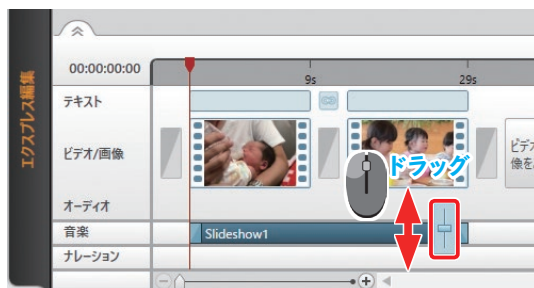 エクスプレス編集
00:00:00:00
9s
29s
テキスト
ビデオ/画像
ドラッグ
ビデオ
像を
オーディオ
音楽
Slideshow1
ナレーション